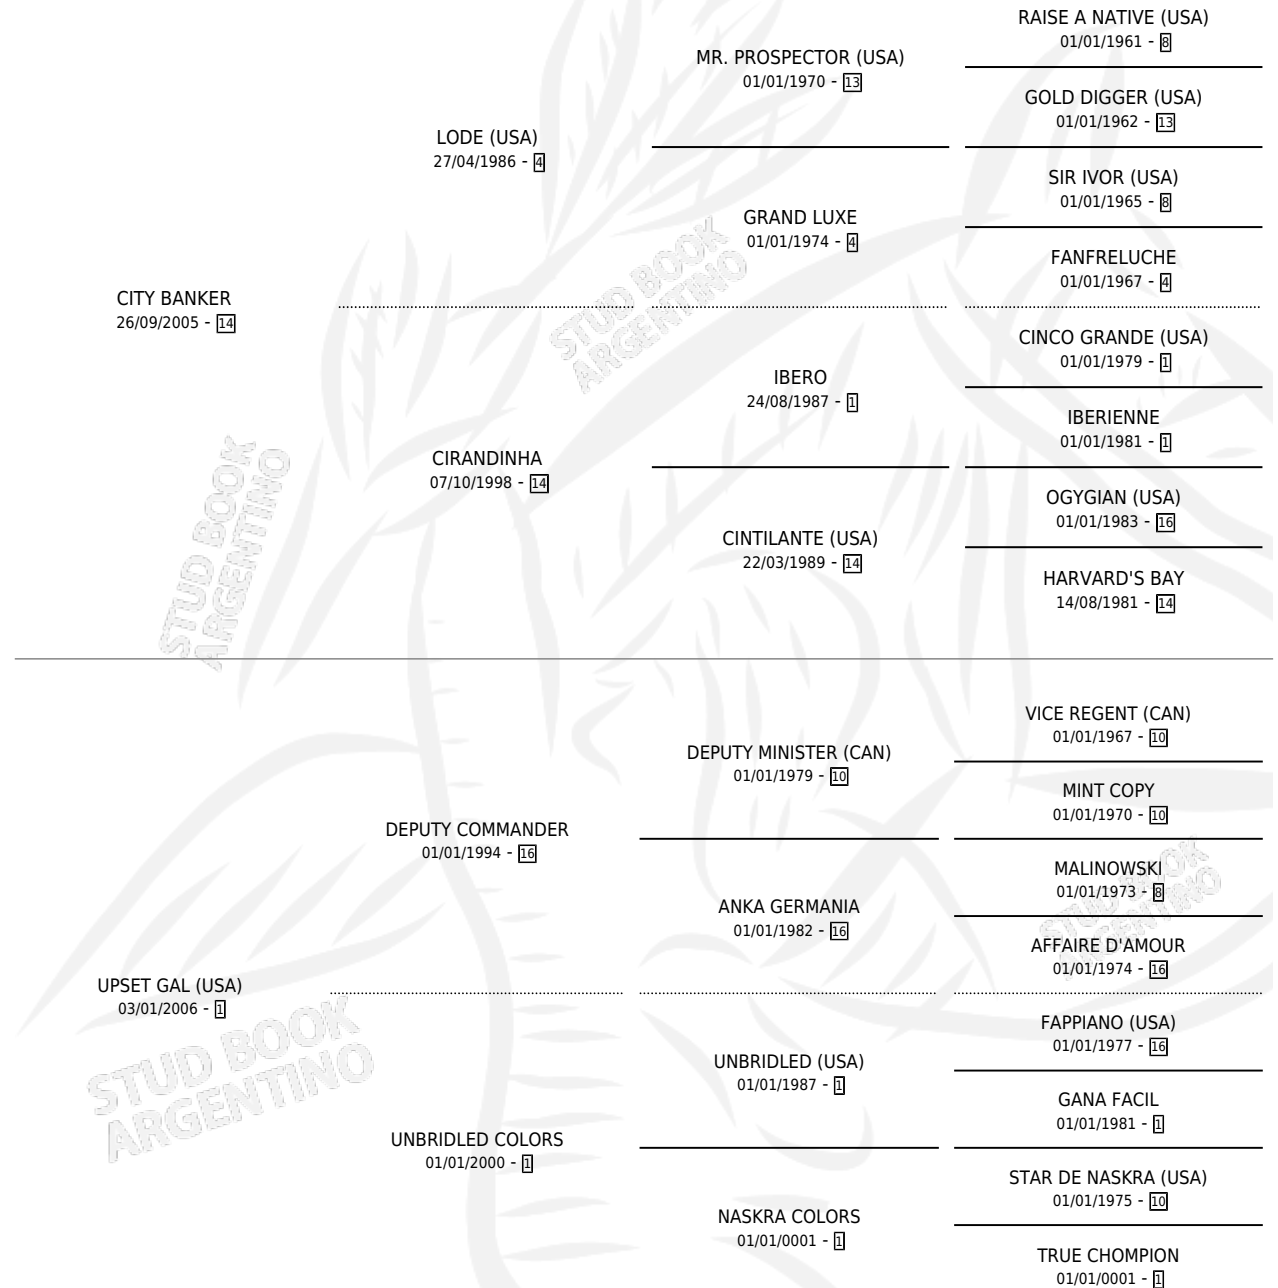 RAISE A NATIVE (USA)
01/01/1961 - 8
MR. PROSPECTOR (USA)
01/01/1970 - 13
GOLD DIGGER (USA)
01/01/1962 - 13
LODE (USA)
27/04/1986 - 4
SIR IVOR (USA)
01/01/1965 - 8
GRAND LUXE
01/01/1974 - 4
FANFRELUCHE
01/01/1967 - 4
CITY BANKER
26/09/2005 - 14
STUD BOOK
ARGENTINO
CINCO GRANDE (USA)
01/01/1979 - 1
IBERO
24/08/1987 - 1
IBERIENNE
01/01/1981 - 1
CIRANDINHA
07/10/1998 - 14
OGYGIAN (USA)
01/01/1983 - 16
CINTILANTE (USA)
22/03/1989 - 14
HARVARD'S BAY
14/08/1981 - 14
STUD BOOK
ARGENTINO
VICE REGENT (CAN)
01/01/1967 - 10
DEPUTY MINISTER (CAN)
01/01/1979 - 10
MINT COPY
01/01/1970 - 10
DEPUTY COMMANDER
01/01/1994 - 16
MALINOWSKI
01/01/1973 - 8
ANKA GERMANIA
01/01/1982 - 16
STUD BOOK
ARGENTINO
AFFAIRE D'AMOUR
01/01/1974 - 16
UPSET GAL (USA)
03/01/2006 - 1
STUD BOOK
ARGENTINO
FAPPIANO (USA)
01/01/1977 - 16
UNBRIDLED (USA)
01/01/1987 - 1
GANA FACIL
01/01/1981 - 1
UNBRIDLED COLORS
01/01/2000 - 1
STAR DE NASKRA (USA)
01/01/1975 - 10
NASKRA COLORS
01/01/0001 - 1
TRUE CHOMPION
01/01/0001 - 1